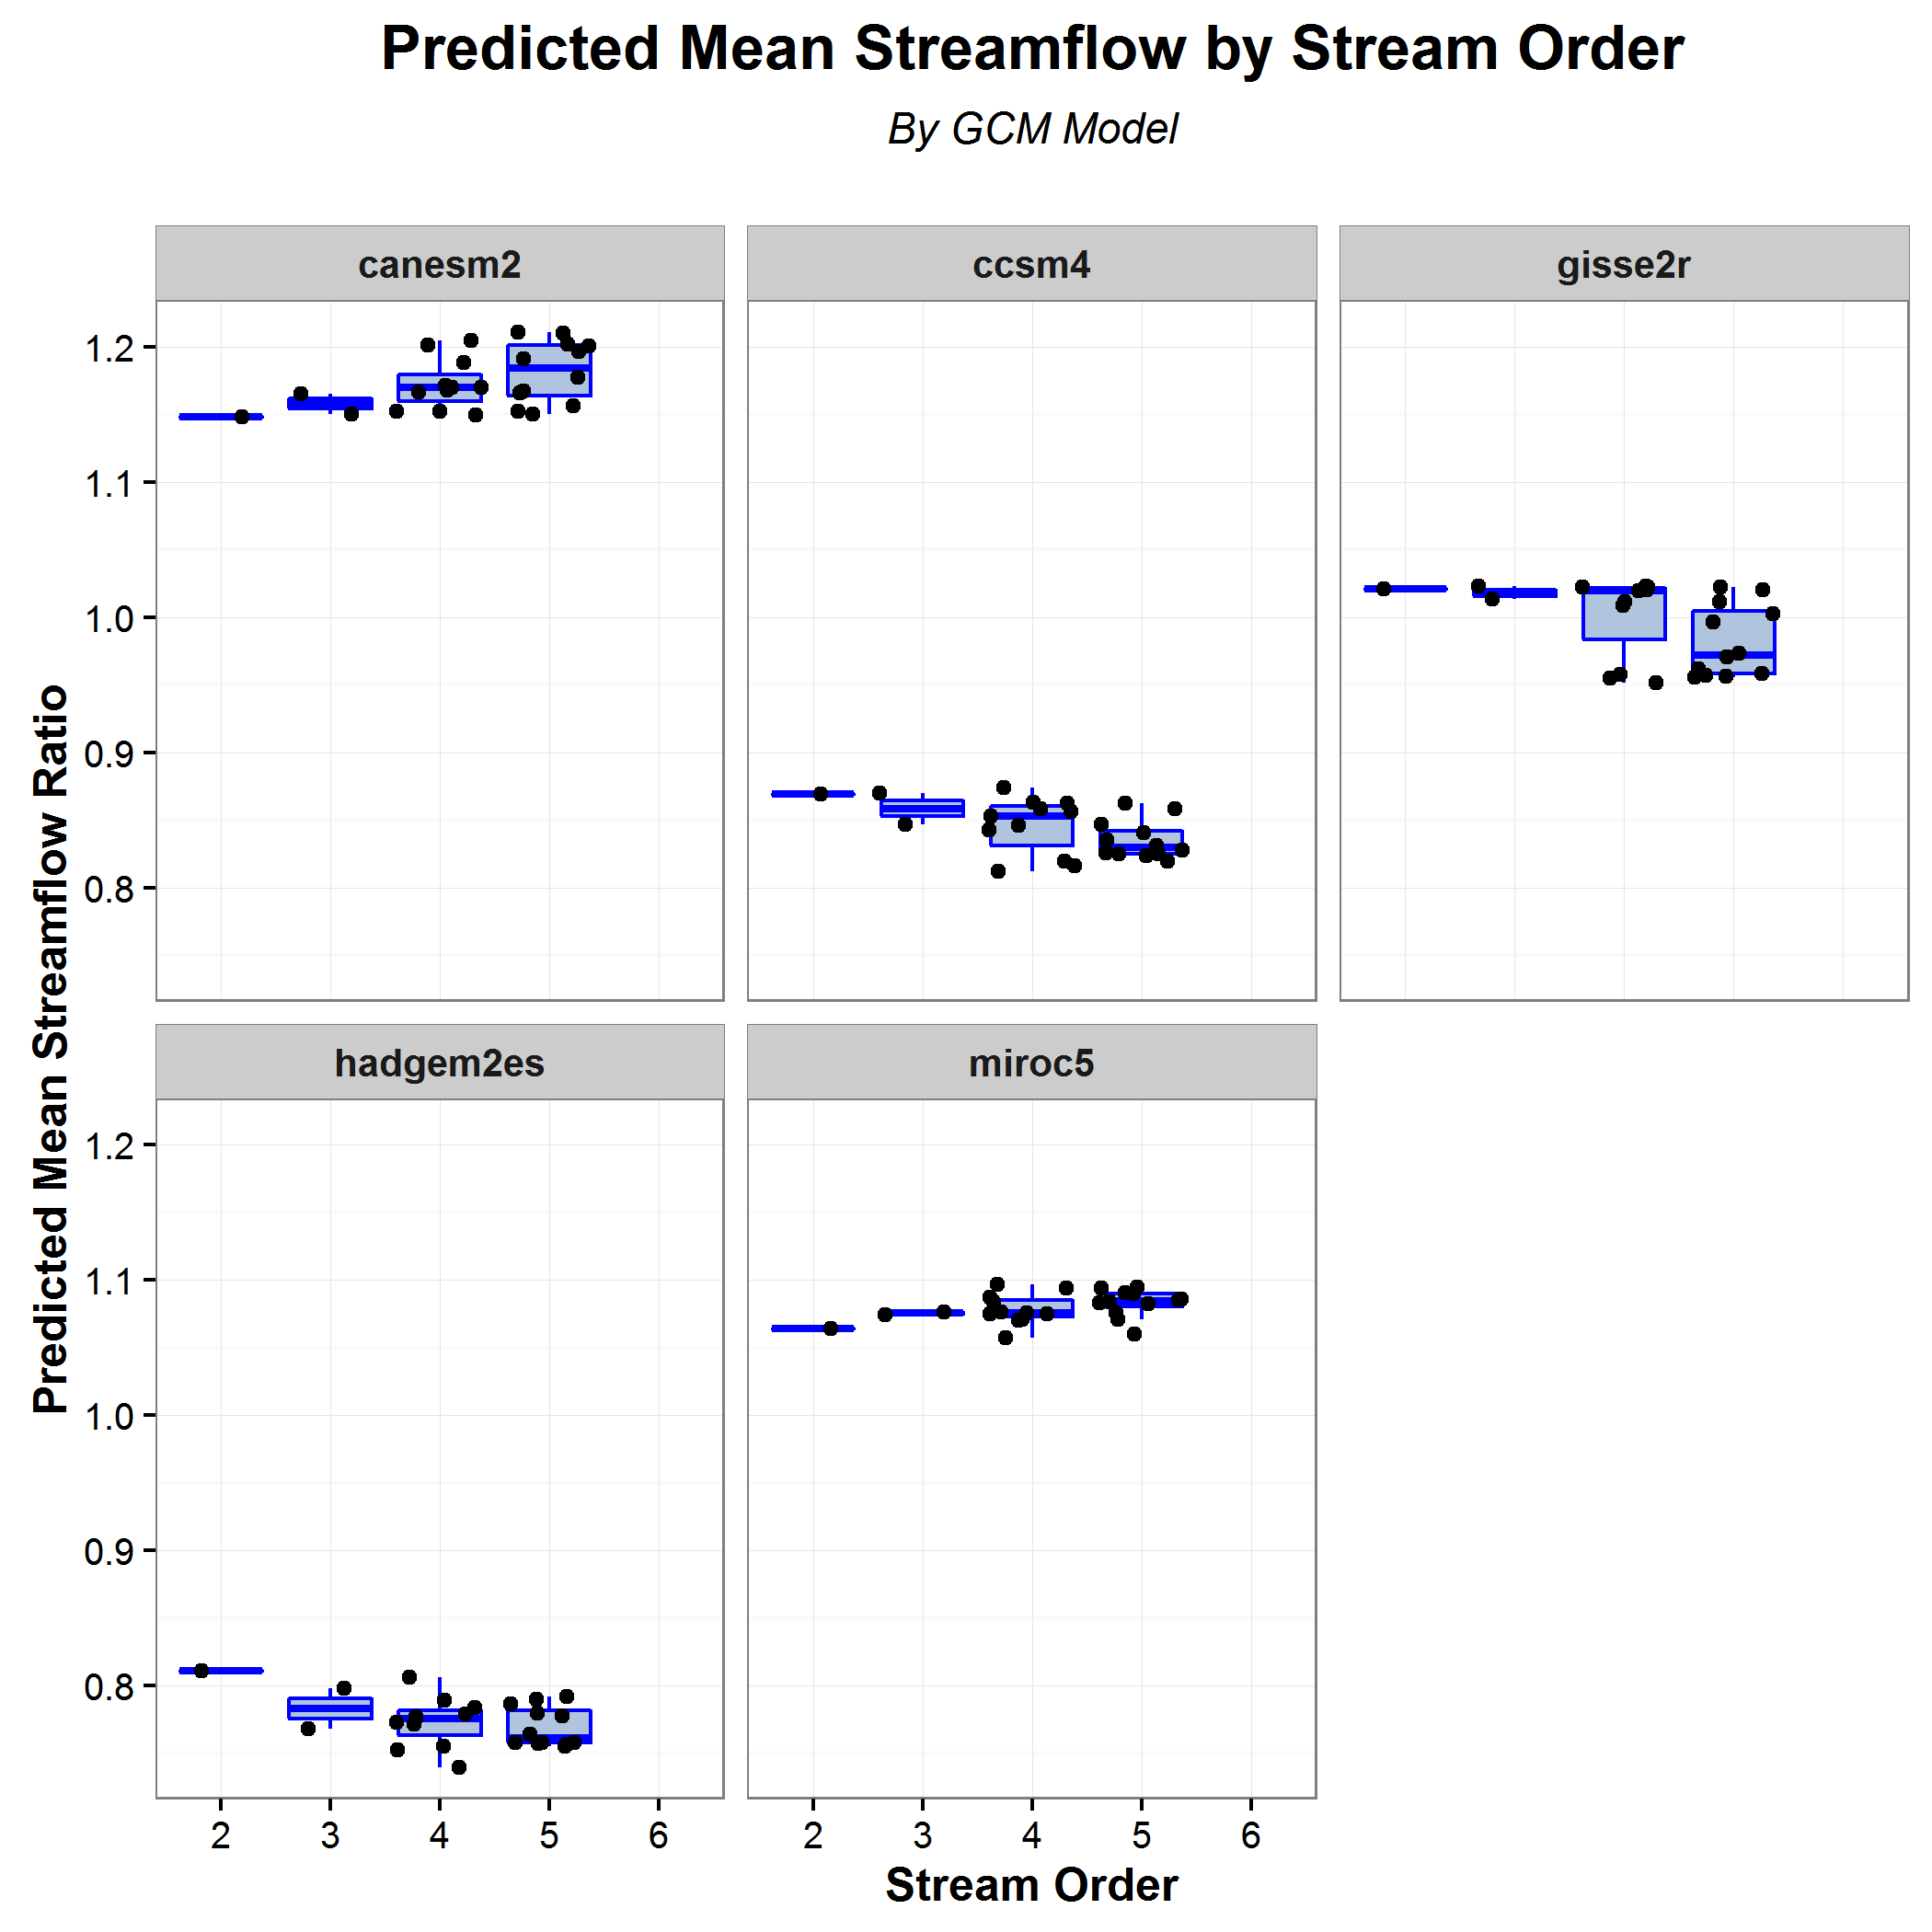 Predicted Mean Streamflow by Stream Order
By GCM Model
canesm2
ccsm4
gisse2r
1.2
1.1
1.0
0.9
0.8
Predicted Mean Streamflow Ratio
hadgem2es
miroc5
1.2
1.1
1.0
0.9
0.8
2 3 4 5 6
2 3 4 5 6
Stream Order